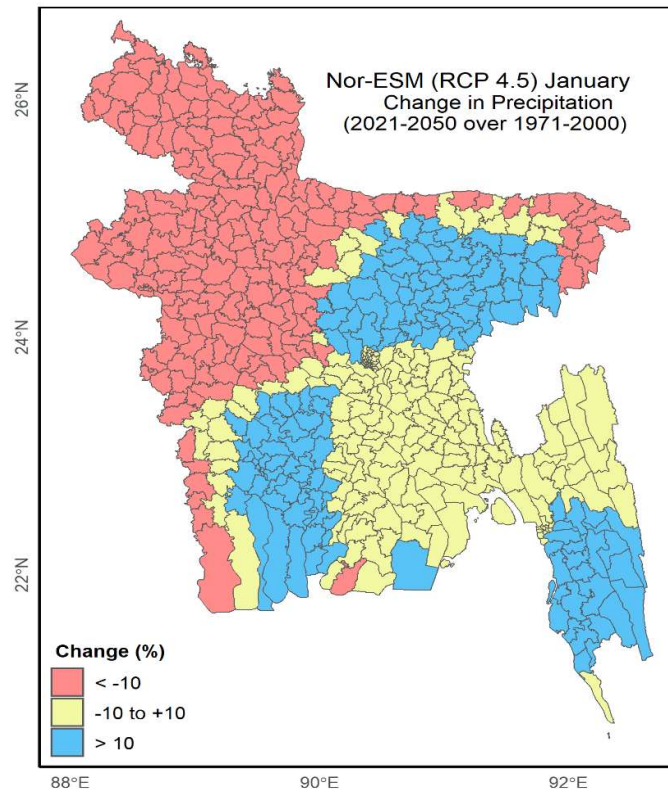 Nor-ESM (RCP 4.5) January
Change in Precipitation
(2021-2050 over 1971-2000)
26°N
24°N
22°N
Change (%)
< -10
-10 to +10
> 10
88°E
90°E
92°E